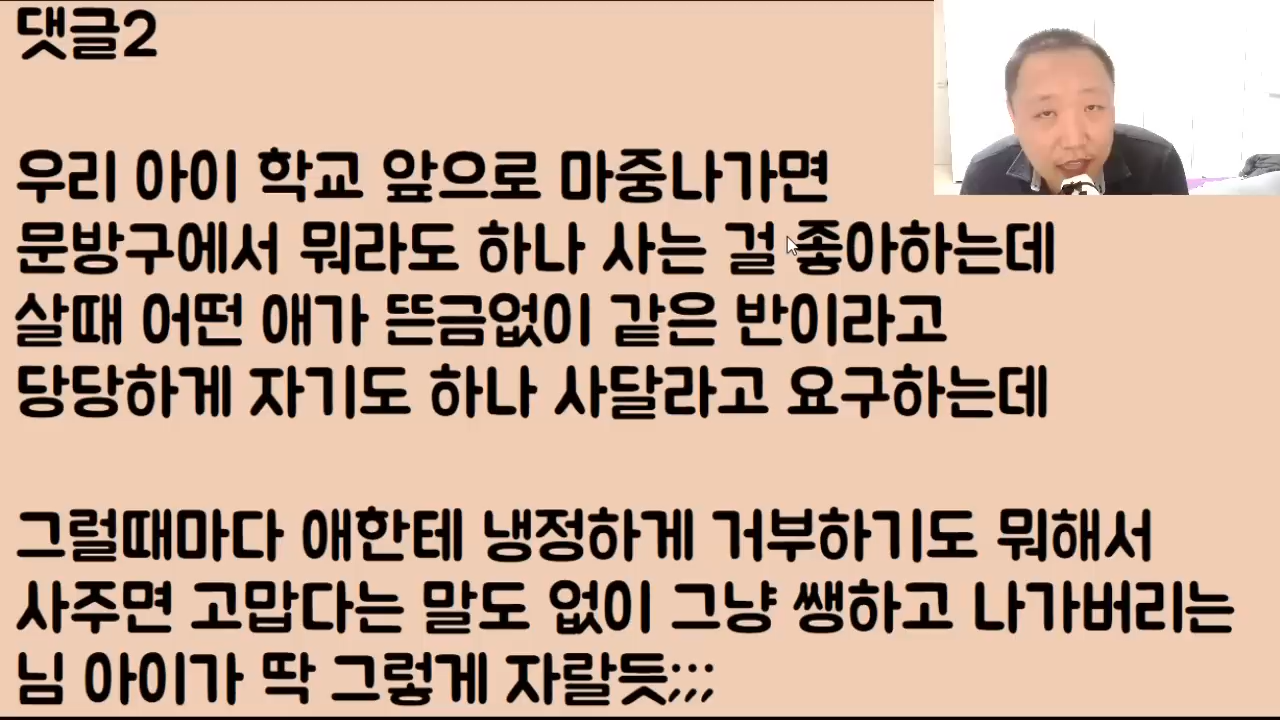 댓글2
우리 아이 학교 앞으로 마중나가면
문방구에서 뭐라도 하나 사는 걸 좋아하는데
살때 어떤 애가 뜬금없이 같은 반이라고
당당하게 자기도 하나 사달라고 요구하는데
그럴때마다 애한테 냉정하게 거부하기도 뭐해서
사주면 고맙다는 말도 없이 그냥 쌩하고 나가버리는
님 아이가 딱 그렇게 자랄듯;;;